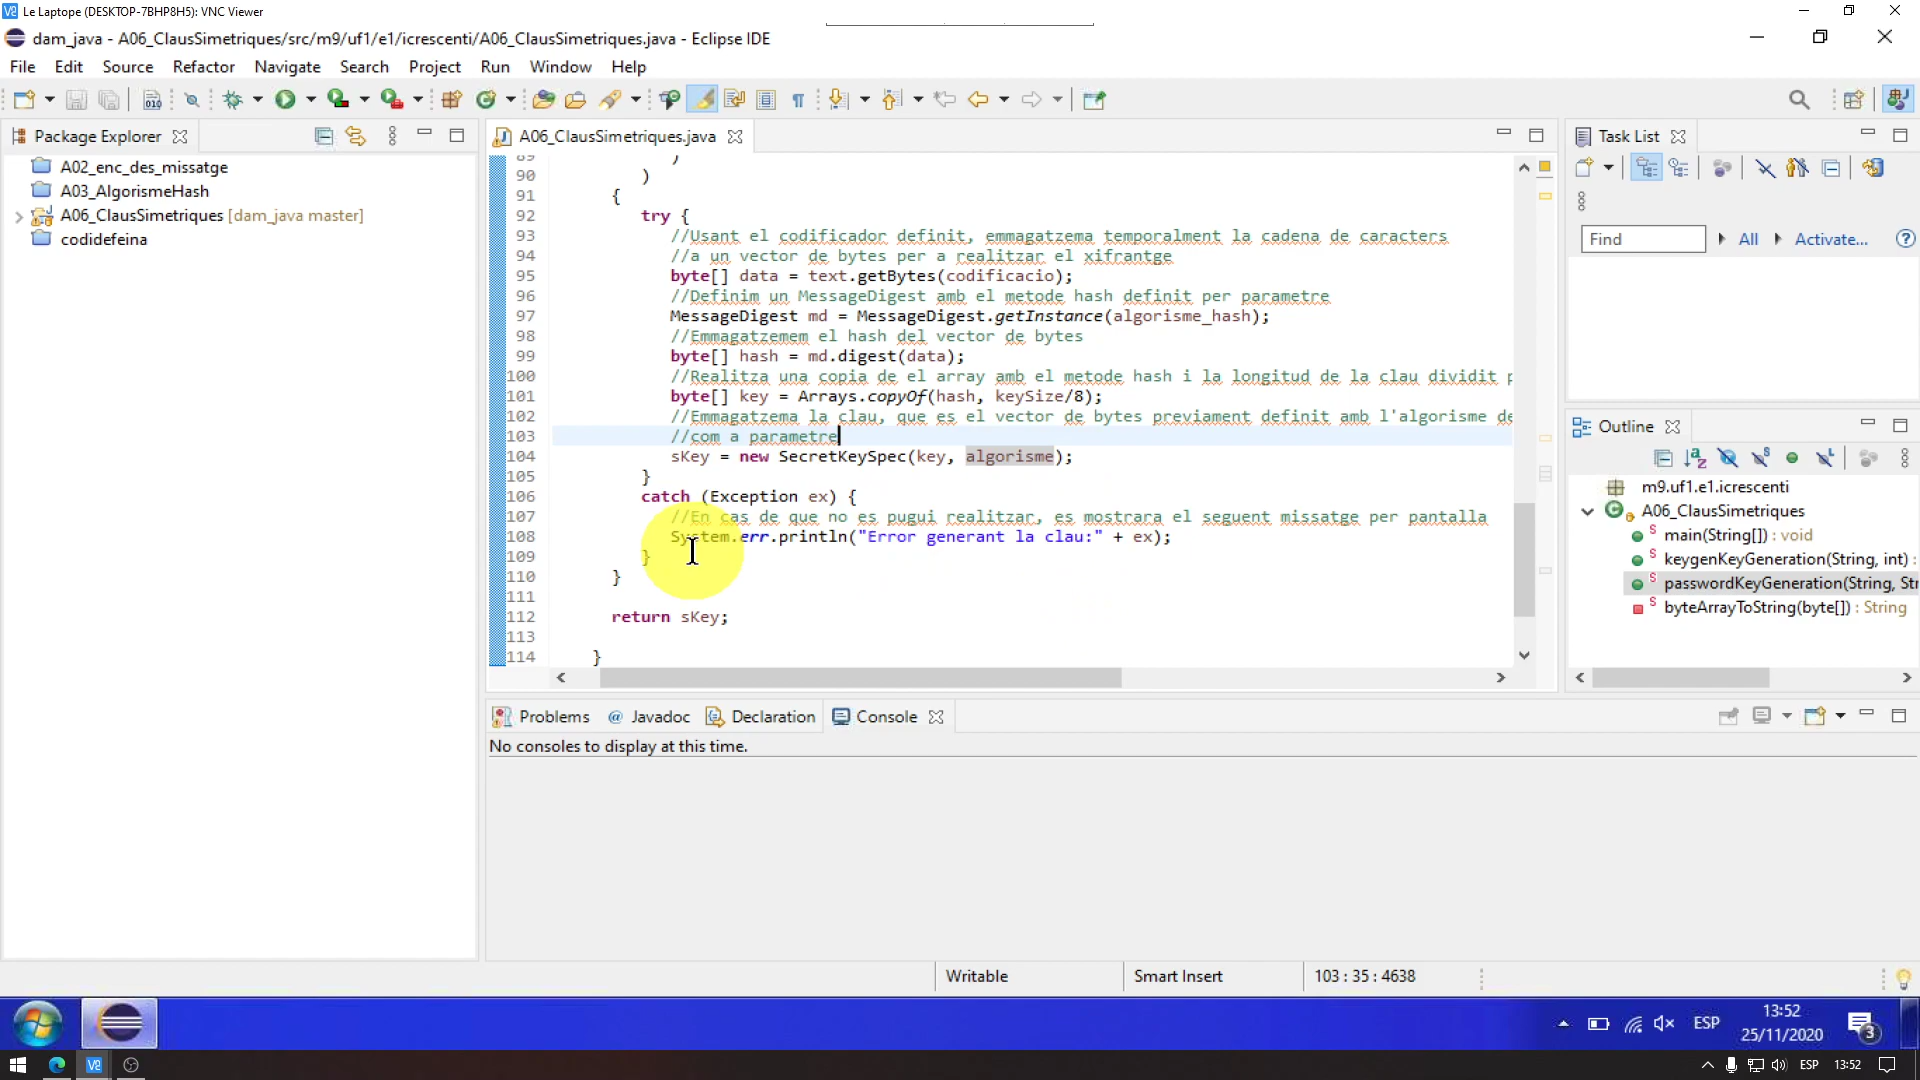 Le Laptope (DESKTOP-7BHP8H5): VNC Viewer
dam_java - A06_ClausSimetriques/src/m9/uf1/e1/icrescenti/A06_ClausSimetriques.java - Eclipse IDE
File Edit Source Refactor Navigate Search Project Run Window Help
Package Explorer
A02_enc_des_missatge
A03_AlgorismeHash
A06_ClausSimetriques [dam_java master]
codidefeina
A06_ClausSimetriques.java
89 )
90 )
91 {
92 try {
93 //Usant el codificador definit, emmagatzema temporalment la cadena de caracters
94 //a un vector de bytes per a realitzar el xifrantge
95 byte[] data = text.getBytes(codificacio);
96 //Definim un MessageDigest amb el metode hash definit per parametre
97 MessageDigest md = MessageDigest.getInstance(algorisme_hash);
98 //Emmagatzemem el hash del vector de bytes
99 byte[] hash = md.digest(data);
100 //Realitza una copia de el array amb el metode hash i la longitud de la clau dividit p
101 byte[] key = Arrays.copyOf(hash, keySize/8);
102 //Emmagatzema la clau, que es el vector de bytes previament definit amb l'algorisme de
103 //com a parametre
104 sKey = new SecretKeySpec(key, algorisme);
105 }
106 catch (Exception ex) {
107 //En cas de que no es pugui realitzar, es mostrara el seguent missatge per pantalla
108 System.err.println("Error generant la clau:" + ex);
109 }
110 }
111
112 return sKey;
113
114 }
Task List
Find All Activate...
Outline
m9.uf1.e1.icrescenti
A06_ClausSimetriques
main(String[]) : void
keygenKeyGeneration(String, int) :
passwordKeyGeneration(String, Str
byteArrayToString(byte[]) : String
Problems @ Javadoc Declaration Console
No consoles to display at this time.
Writable Smart Insert 103 : 35 : 4638
ESP 13:52
25/11/2020 3
ESP 13:52